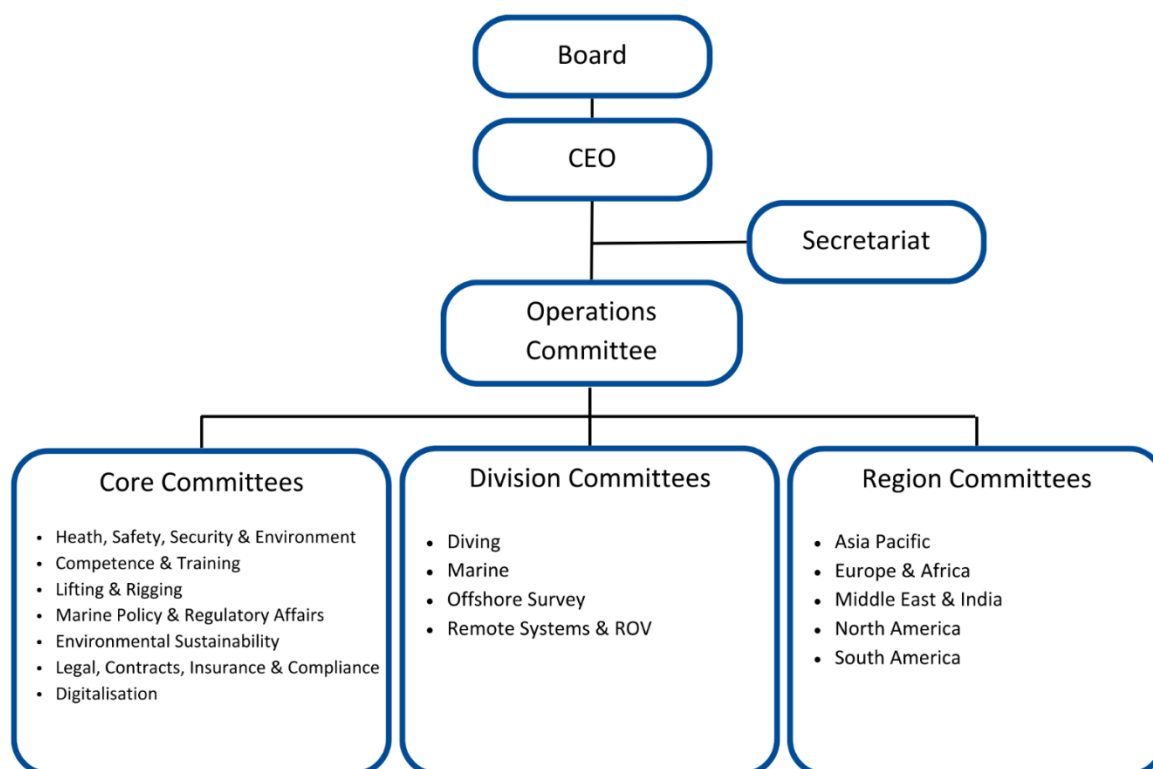 Board
CEO
Secretariat
Operations
Committee
Core Committees
• Heath, Safety, Security & Environment
• Competence & Training
• Lifting & Rigging
• Marine Policy & Regulatory Affairs
• Environmental Sustainability
• Legal, Contracts, Insurance & Compliance
• Digitalisation
Division Committees
• Diving
• Marine
• Offshore Survey
• Remote Systems & ROV
Region Committees
• Asia Pacific
• Europe & Africa
• Middle East & India
• North America
• South America